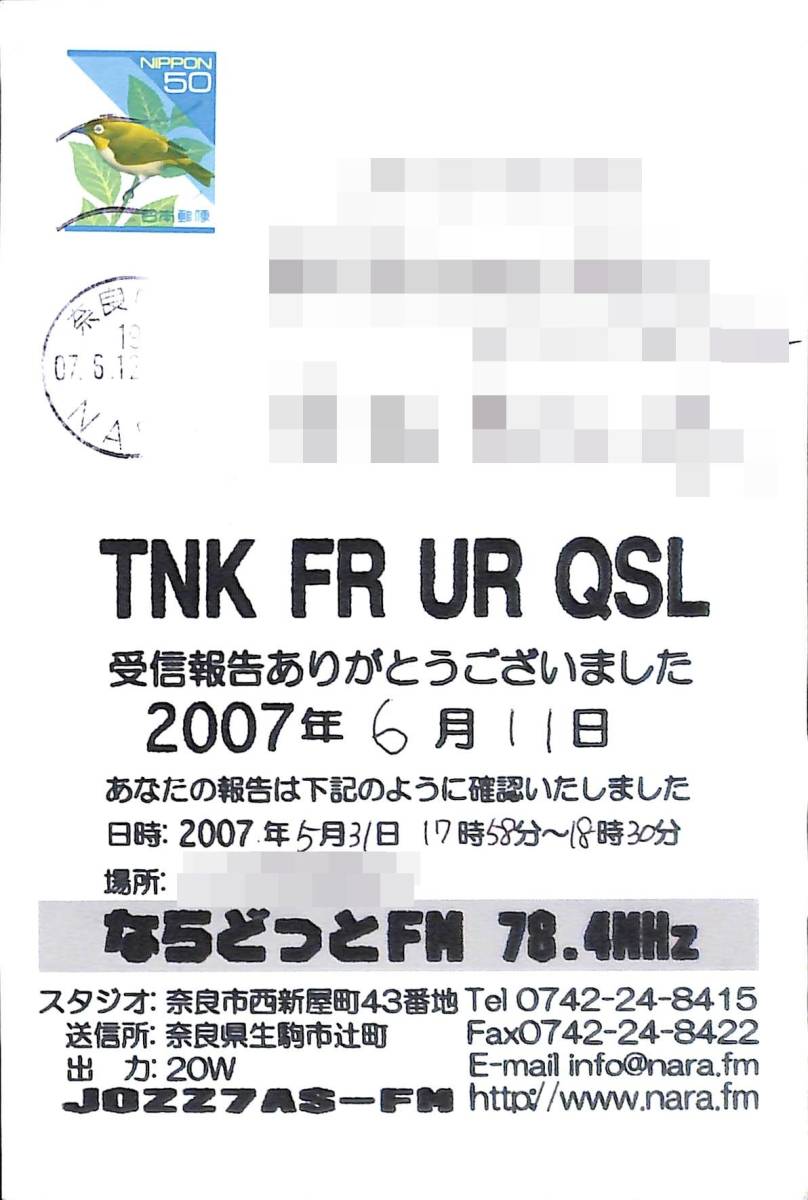 NIPPON
50
日本郵便
奈良
19
07.6.12
NA
TNK FR UR QSL
受信報告ありがとうございました
2007年6月11日
あなたの報告は下記のように確認いたしました
日時: 2007.年5月31日 17時58分～18時30分
場所:
ならどっとFM 78.4MHz
スタジオ: 奈良市西新屋町43番地 Tel 0742-24-8415
送信所: 奈良県生駒市辻町 Fax0742-24-8422
出 力: 20W E-mail info@nara.fm
JOZZ7AS-FM http://www.nara.fm